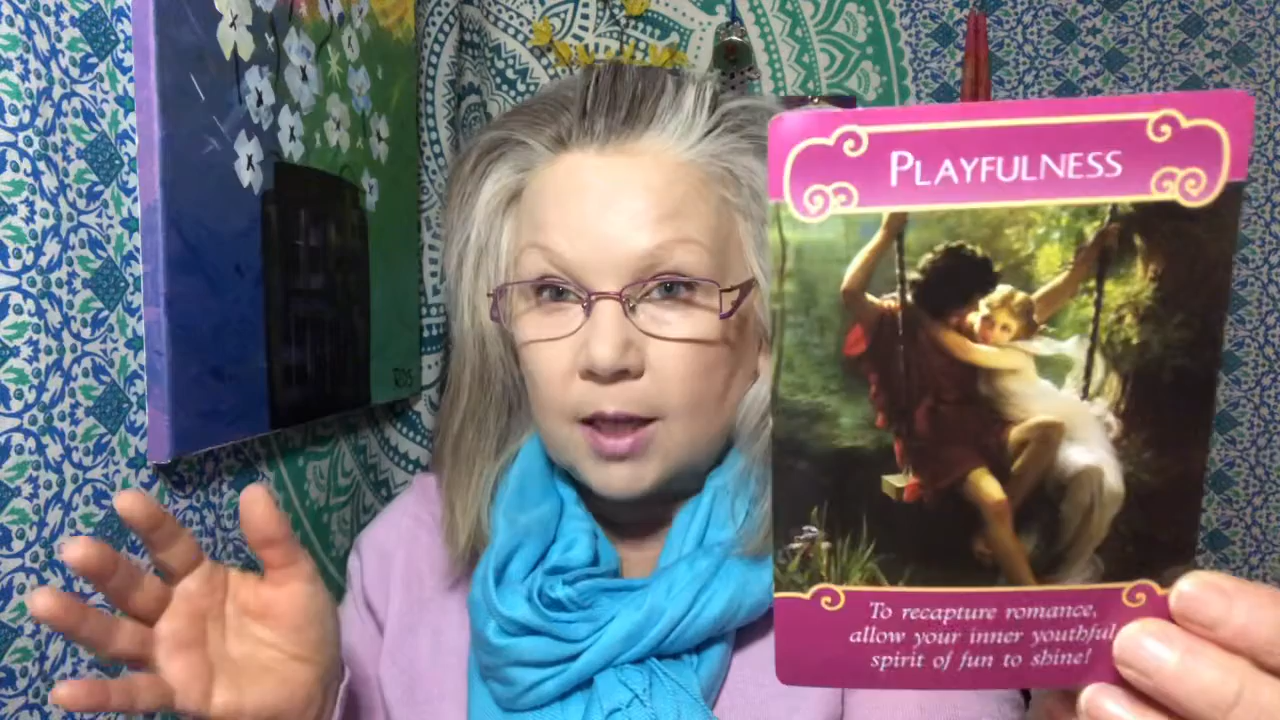 PLAYFULNESS
To recapture romance,
allow your inner youthful
spirit of fun to shine!